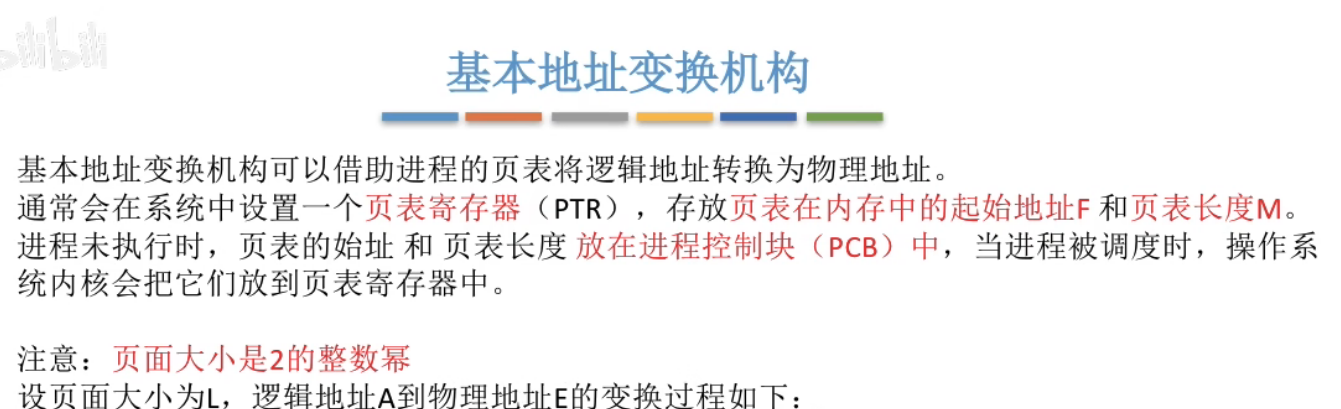 bilibili
基本地址变换机构
基本地址变换机构可以借助进程的页表将逻辑地址转换为物理地址。
通常会在系统中设置一个页表寄存器（PTR），存放页表在内存中的起始地址F 和页表长度M。
进程未执行时，页表的始址 和 页表长度 放在进程控制块（PCB）中，当进程被调度时，操作系
统内核会把它们放到页表寄存器中。
注意：页面大小是2的整数幂
设页面大小为L，逻辑地址A到物理地址E的变换过程如下：